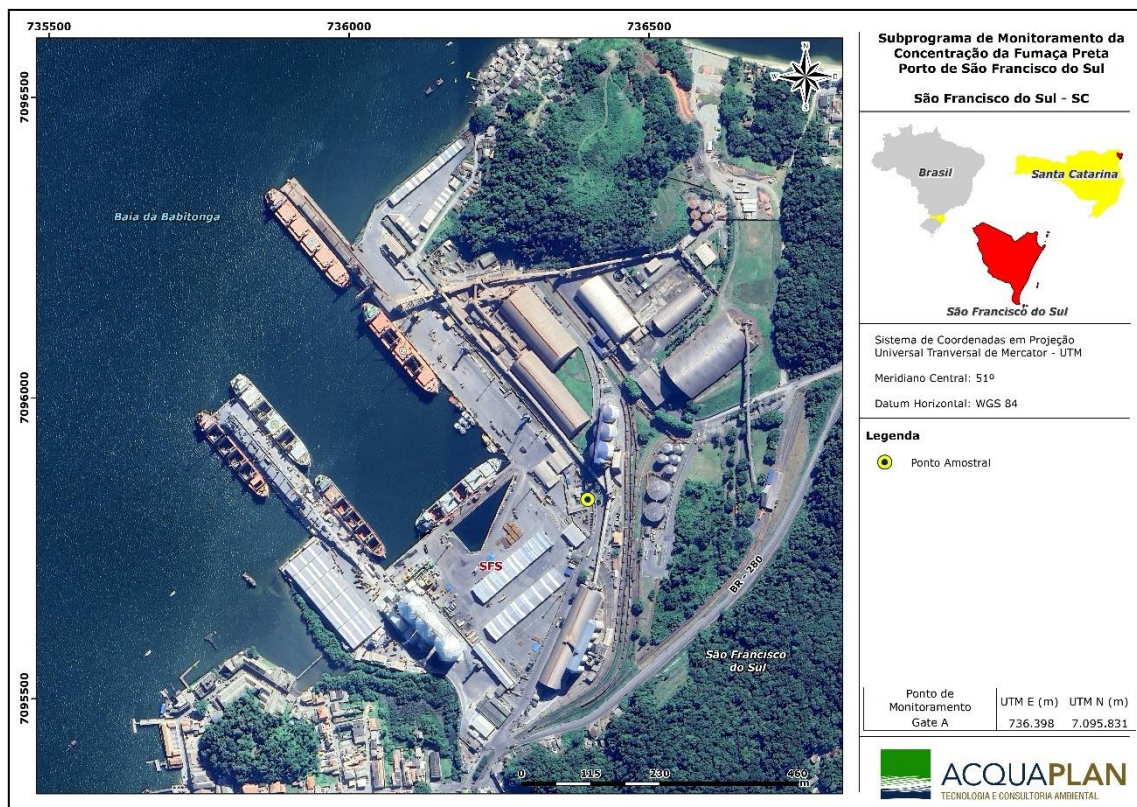 735500
736000
736500
7096500
7096000
7095500
N
W
E
S
Baía da Babitonga
SFS
BR - 280
São Francisco
do Sul
0
115
230
460
m
Subprograma de Monitoramento da
Concentração da Fumaça Preta
Porto de São Francisco do Sul
São Francisco do Sul - SC
Brasil
Santa Catarina
São Francisco do Sul
Sistema de Coordenadas em Projeção
Universal Tranversal de Mercator - UTM
Meridiano Central: 51º
Datum Horizontal: WGS 84
Legenda
Ponto Amostral
Ponto de
Monitoramento
UTM E (m) UTM N (m)
Gate A 736.398 7.095.831
ACQUAPLAN
TECNOLOGIA E CONSULTORIA AMBIENTAL